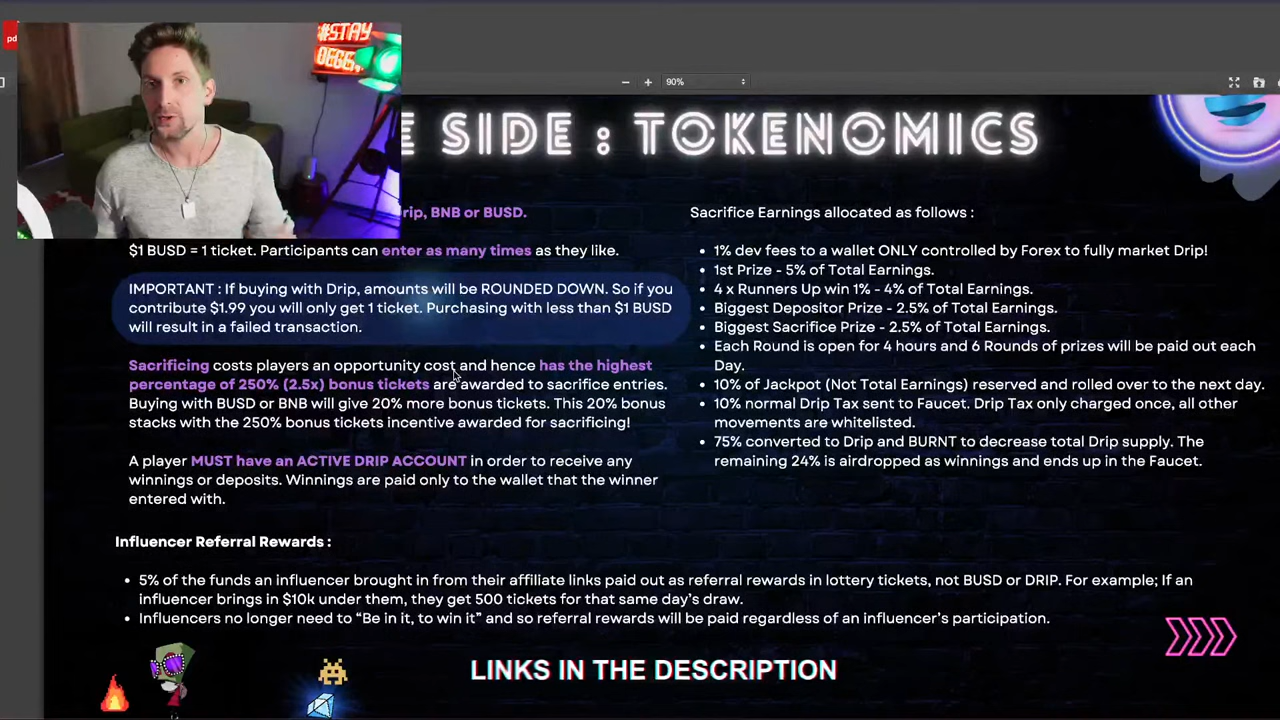 pd
#STAY
DEGE
90%
E SIDE : TOKENOMICS
Drip, BNB or BUSD.
$1 BUSD = 1 ticket. Participants can enter as many times as they like.
IMPORTANT : If buying with Drip, amounts will be ROUNDED DOWN. So if you
contribute $1.99 you will only get 1 ticket. Purchasing with less than $1 BUSD
will result in a failed transaction.
Sacrificing costs players an opportunity cost and hence has the highest
percentage of 250% (2.5x) bonus tickets are awarded to sacrifice entries.
Buying with BUSD or BNB will give 20% more bonus tickets. This 20% bonus
stacks with the 250% bonus tickets incentive awarded for sacrificing!
A player MUST have an ACTIVE DRIP ACCOUNT in order to receive any
winnings or deposits. Winnings are paid only to the wallet that the winner
entered with.
Sacrifice Earnings allocated as follows :
• 1% dev fees to a wallet ONLY controlled by Forex to fully market Drip!
• 1st Prize - 5% of Total Earnings.
• 4 x Runners Up win 1% - 4% of Total Earnings.
• Biggest Depositor Prize - 2.5% of Total Earnings.
• Biggest Sacrifice Prize - 2.5% of Total Earnings.
• Each Round is open for 4 hours and 6 Rounds of prizes will be paid out each
Day.
• 10% of Jackpot (Not Total Earnings) reserved and rolled over to the next day.
• 10% normal Drip Tax sent to Faucet. Drip Tax only charged once, all other
movements are whitelisted.
• 75% converted to Drip and BURNT to decrease total Drip supply. The
remaining 24% is airdropped as winnings and ends up in the Faucet.
Influencer Referral Rewards :
• 5% of the funds an influencer brought in from their affiliate links paid out as referral rewards in lottery tickets, not BUSD or DRIP. For example; If an
influencer brings in $10k under them, they get 500 tickets for that same day's draw.
• Influencers no longer need to “Be in it, to win it” and so referral rewards will be paid regardless of an influencer's participation.
LINKS IN THE DESCRIPTION